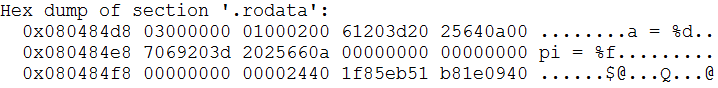 Hex dump of section '.rodata':
  0x080484d8 03000000 01000200 61203d20 25640a00 ........a = %d..
  0x080484e8 7069203d 2025660a 00000000 00000000 pi = %f.........
  0x080484f8 00000000 00002440 1f85eb51 b81e0940 ......$@...Q...@